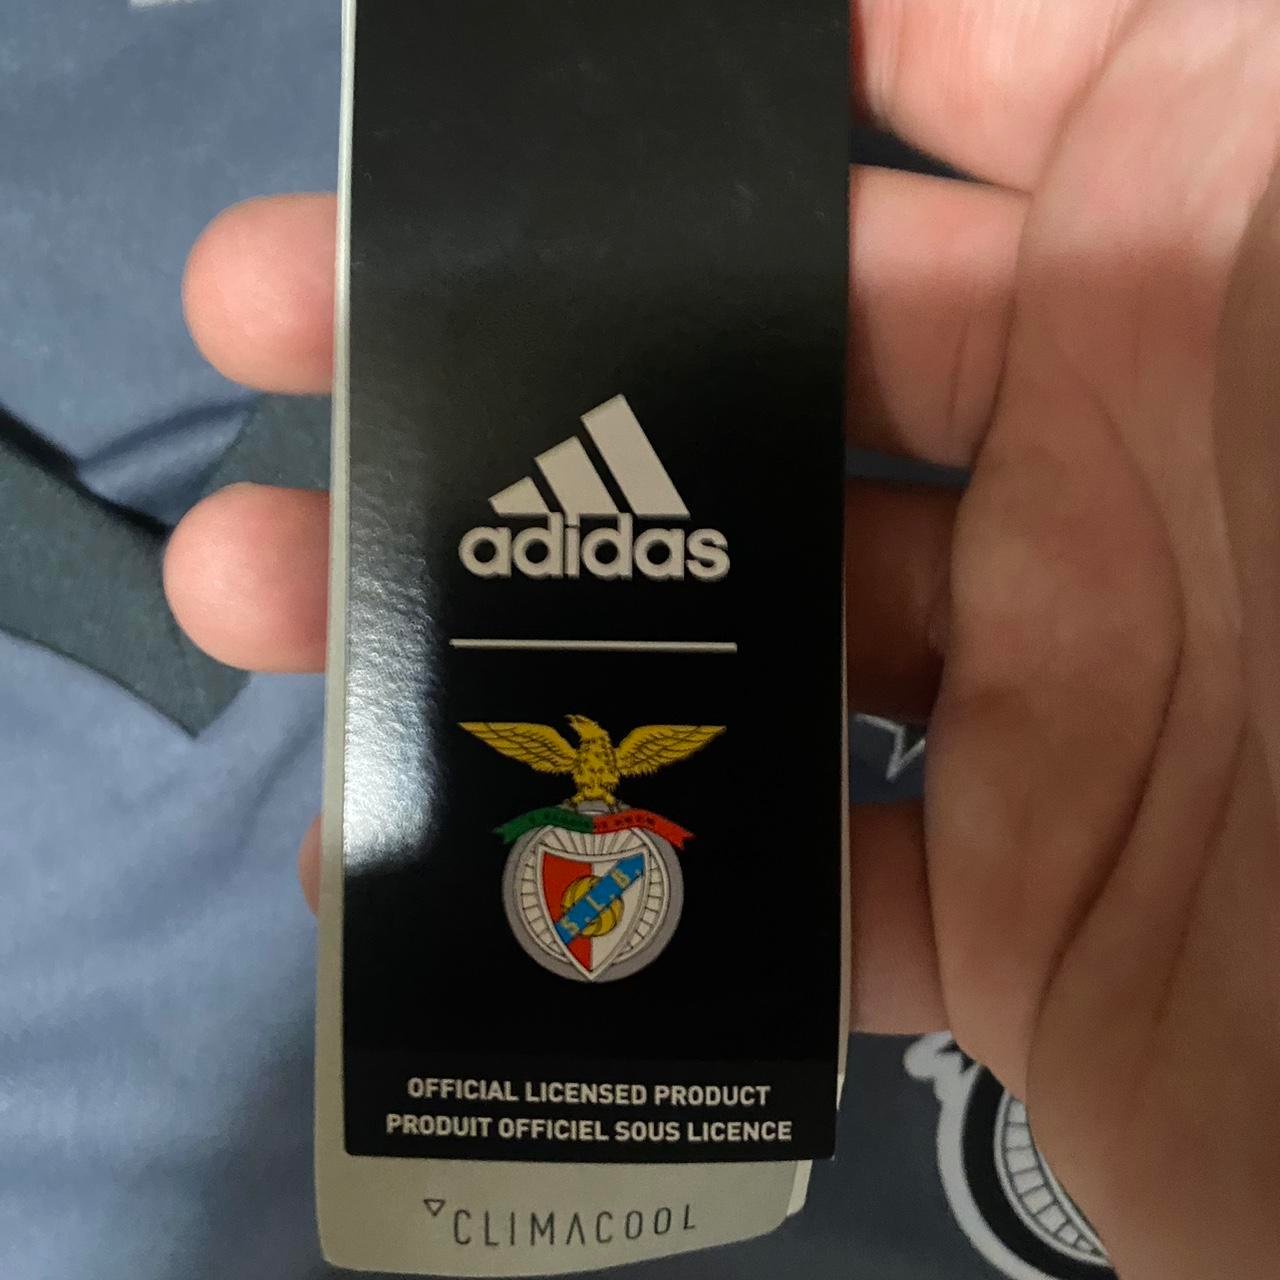 adidas
S. L. B.
OFFICIAL LICENSED PRODUCT
PRODUIT OFFICIEL SOUS LICENCE
CLIMACOOL